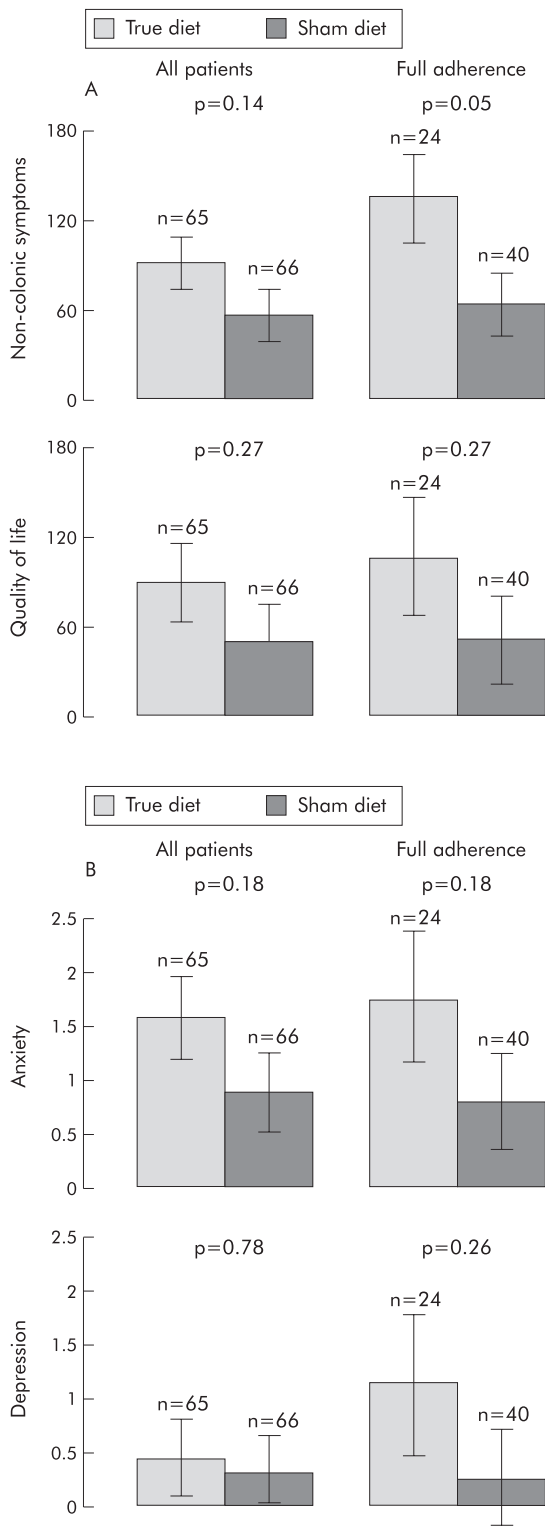 True diet Sham diet
All patients Full adherence
A
p=0.14 p=0.05
Non-colonic symptoms
180
120
60
0
n=65
n=66
n=24
n=40
p=0.27 p=0.27
Quality of life
180
120
60
0
n=65
n=66
n=24
n=40
True diet Sham diet
All patients Full adherence
B
p=0.18 p=0.18
Anxiety
2.5
2
1.5
1
0.5
0
n=65
n=66
n=24
n=40
p=0.78 p=0.26
Depression
2.5
2
1.5
1
0.5
0
n=65
n=66
n=24
n=40